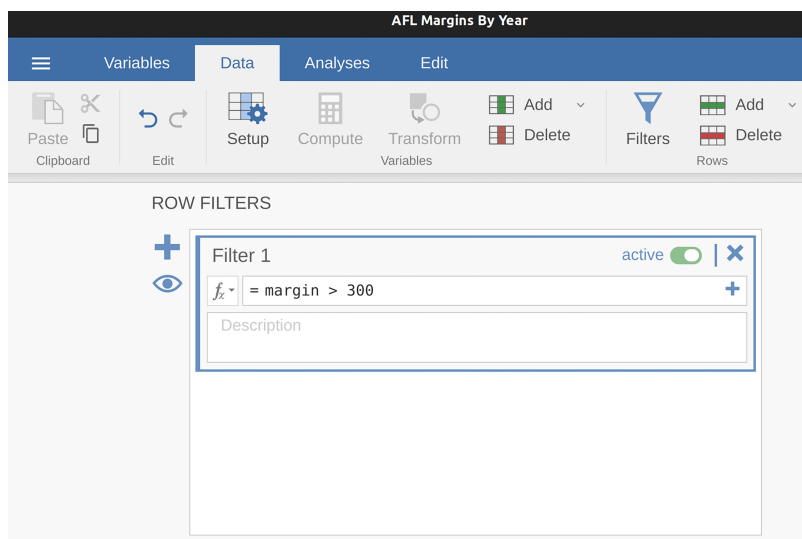 AFL Margins By Year
Variables Data Analyses Edit
Paste
Clipboard
Edit
Setup Compute Transform
Add
Delete
Variables
Filters
Add
Delete
Rows
ROW FILTERS
Filter 1 active
fx = margin > 300
Description